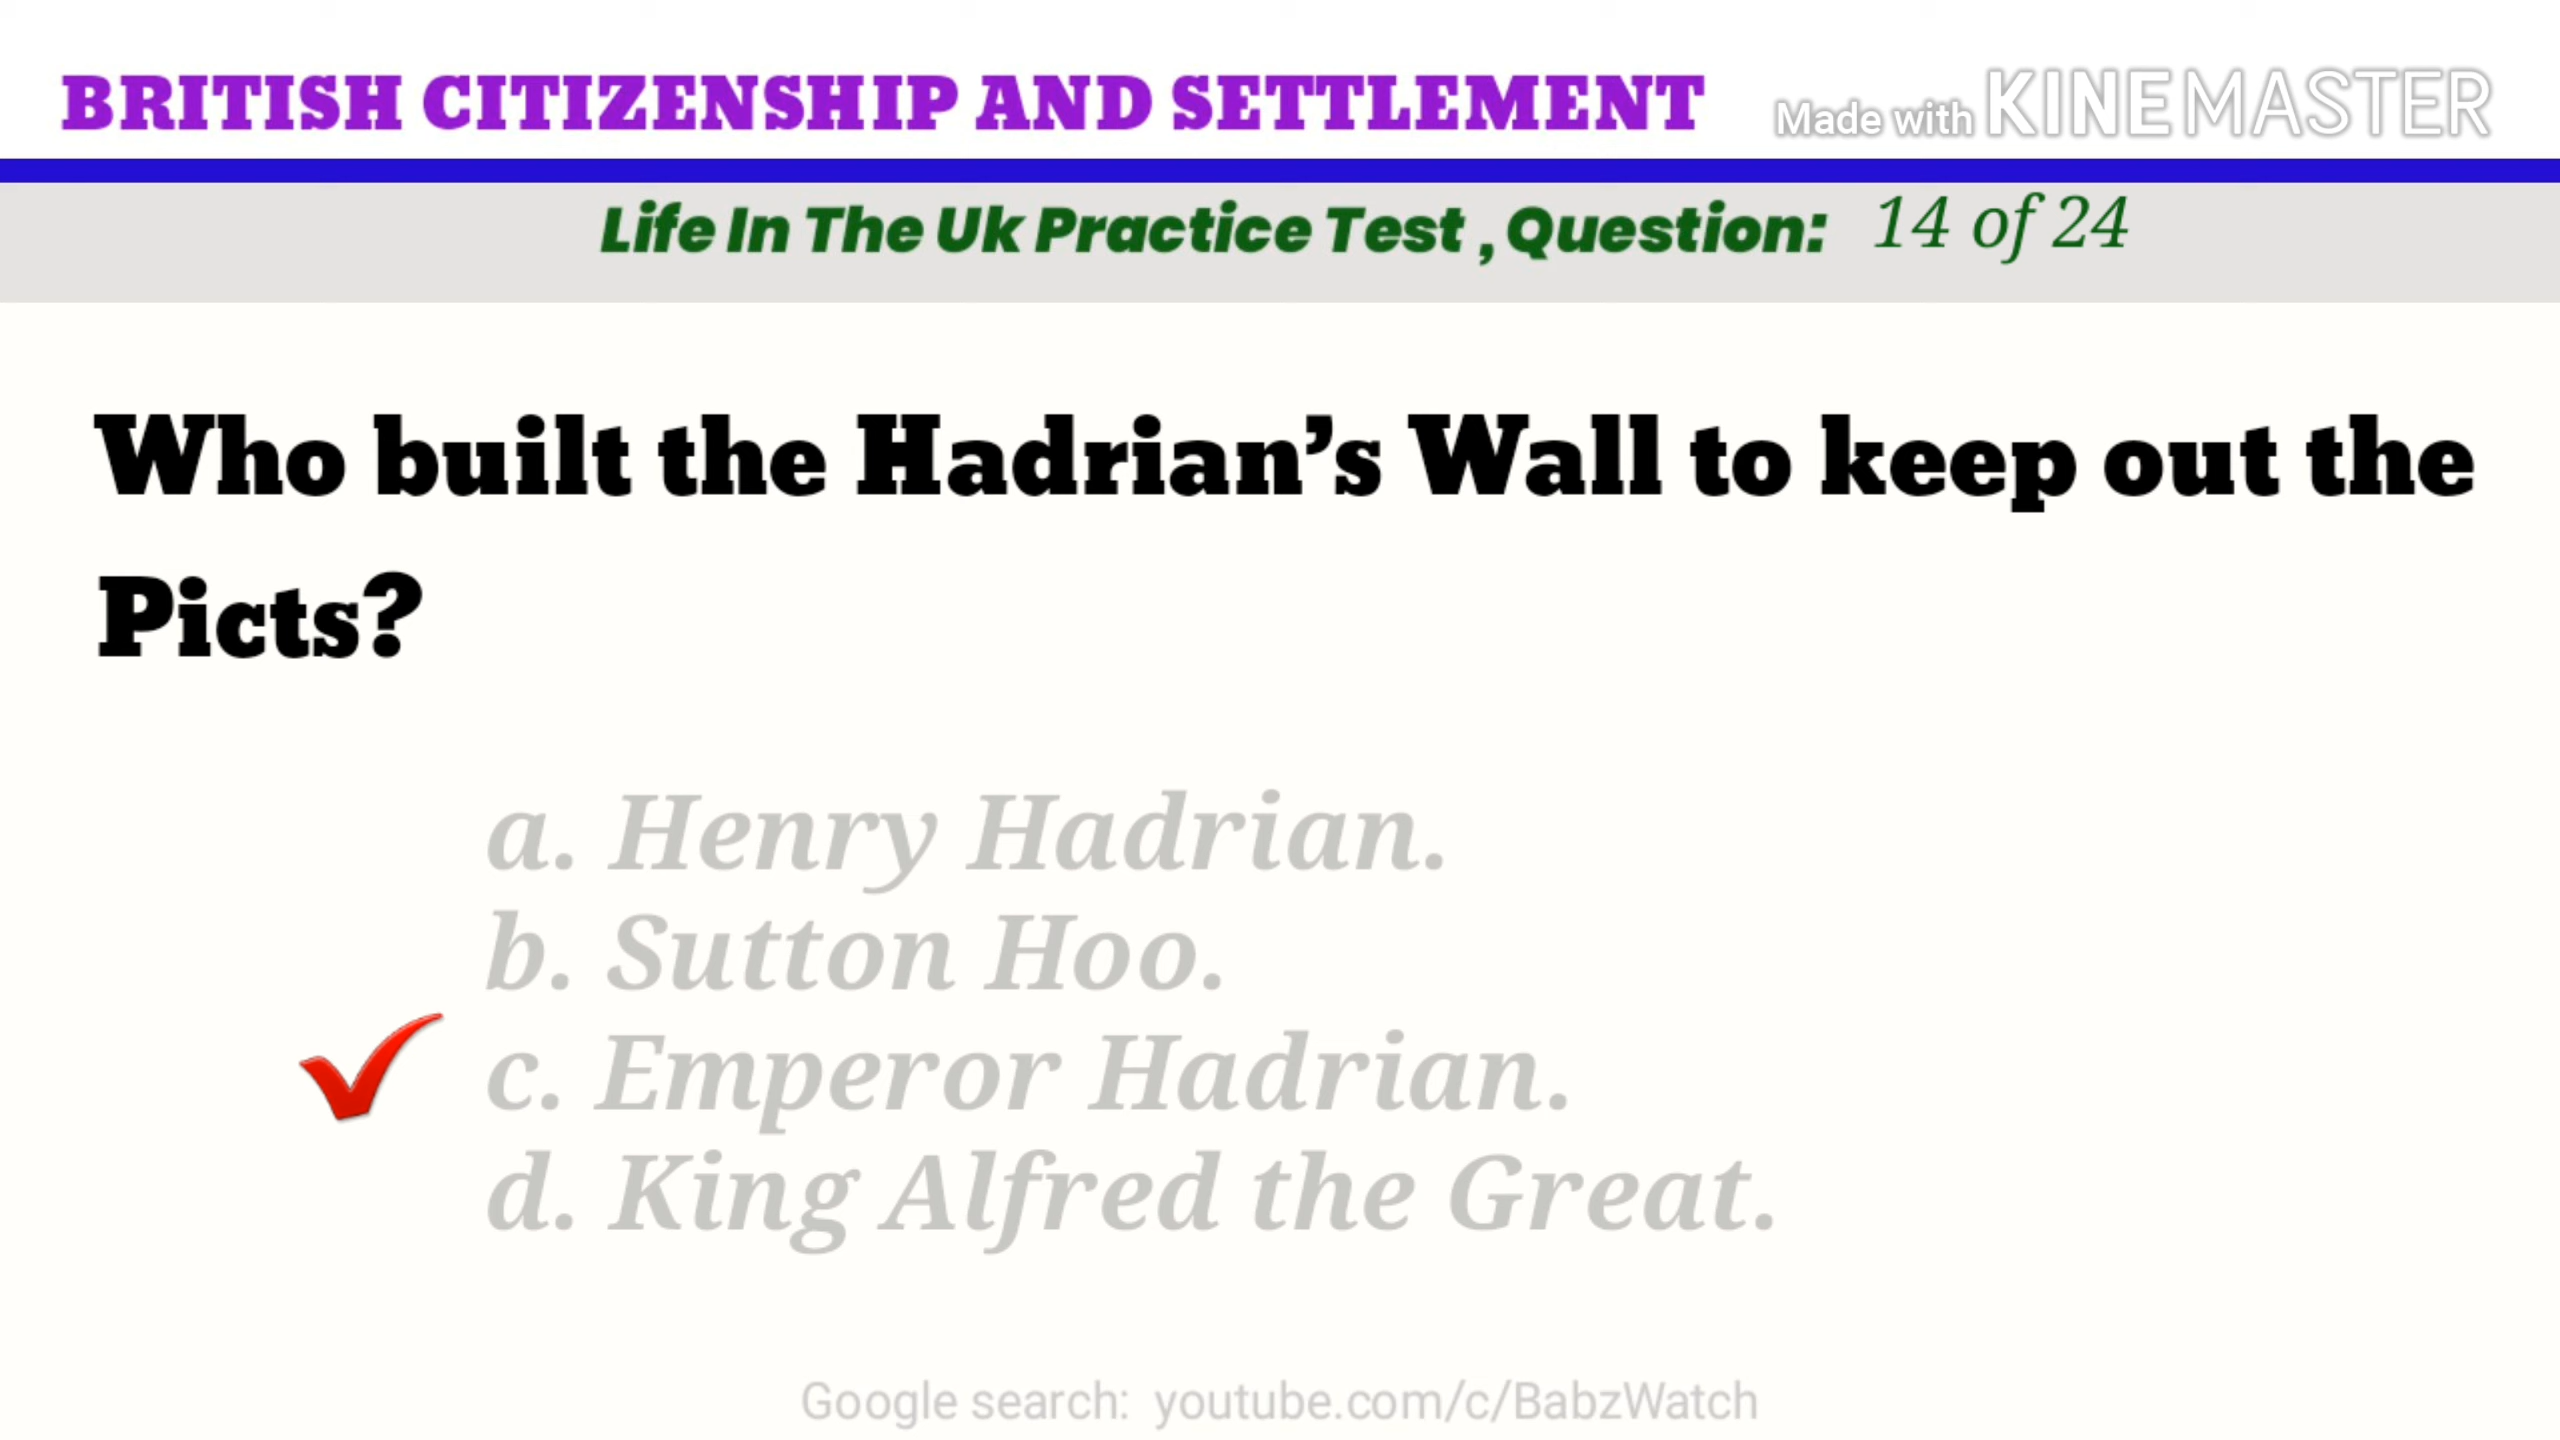 BRITISH CITIZENSHIP AND SETTLEMENT
Made with KINEMASTER
Life In The Uk Practice Test , Question: 14 of 24
Who built the Hadrian’s Wall to keep out the
Picts?
a. Henry Hadrian.
b. Sutton Hoo.
c. Emperor Hadrian.
d. King Alfred the Great.
Google search: youtube.com/c/BabzWatch